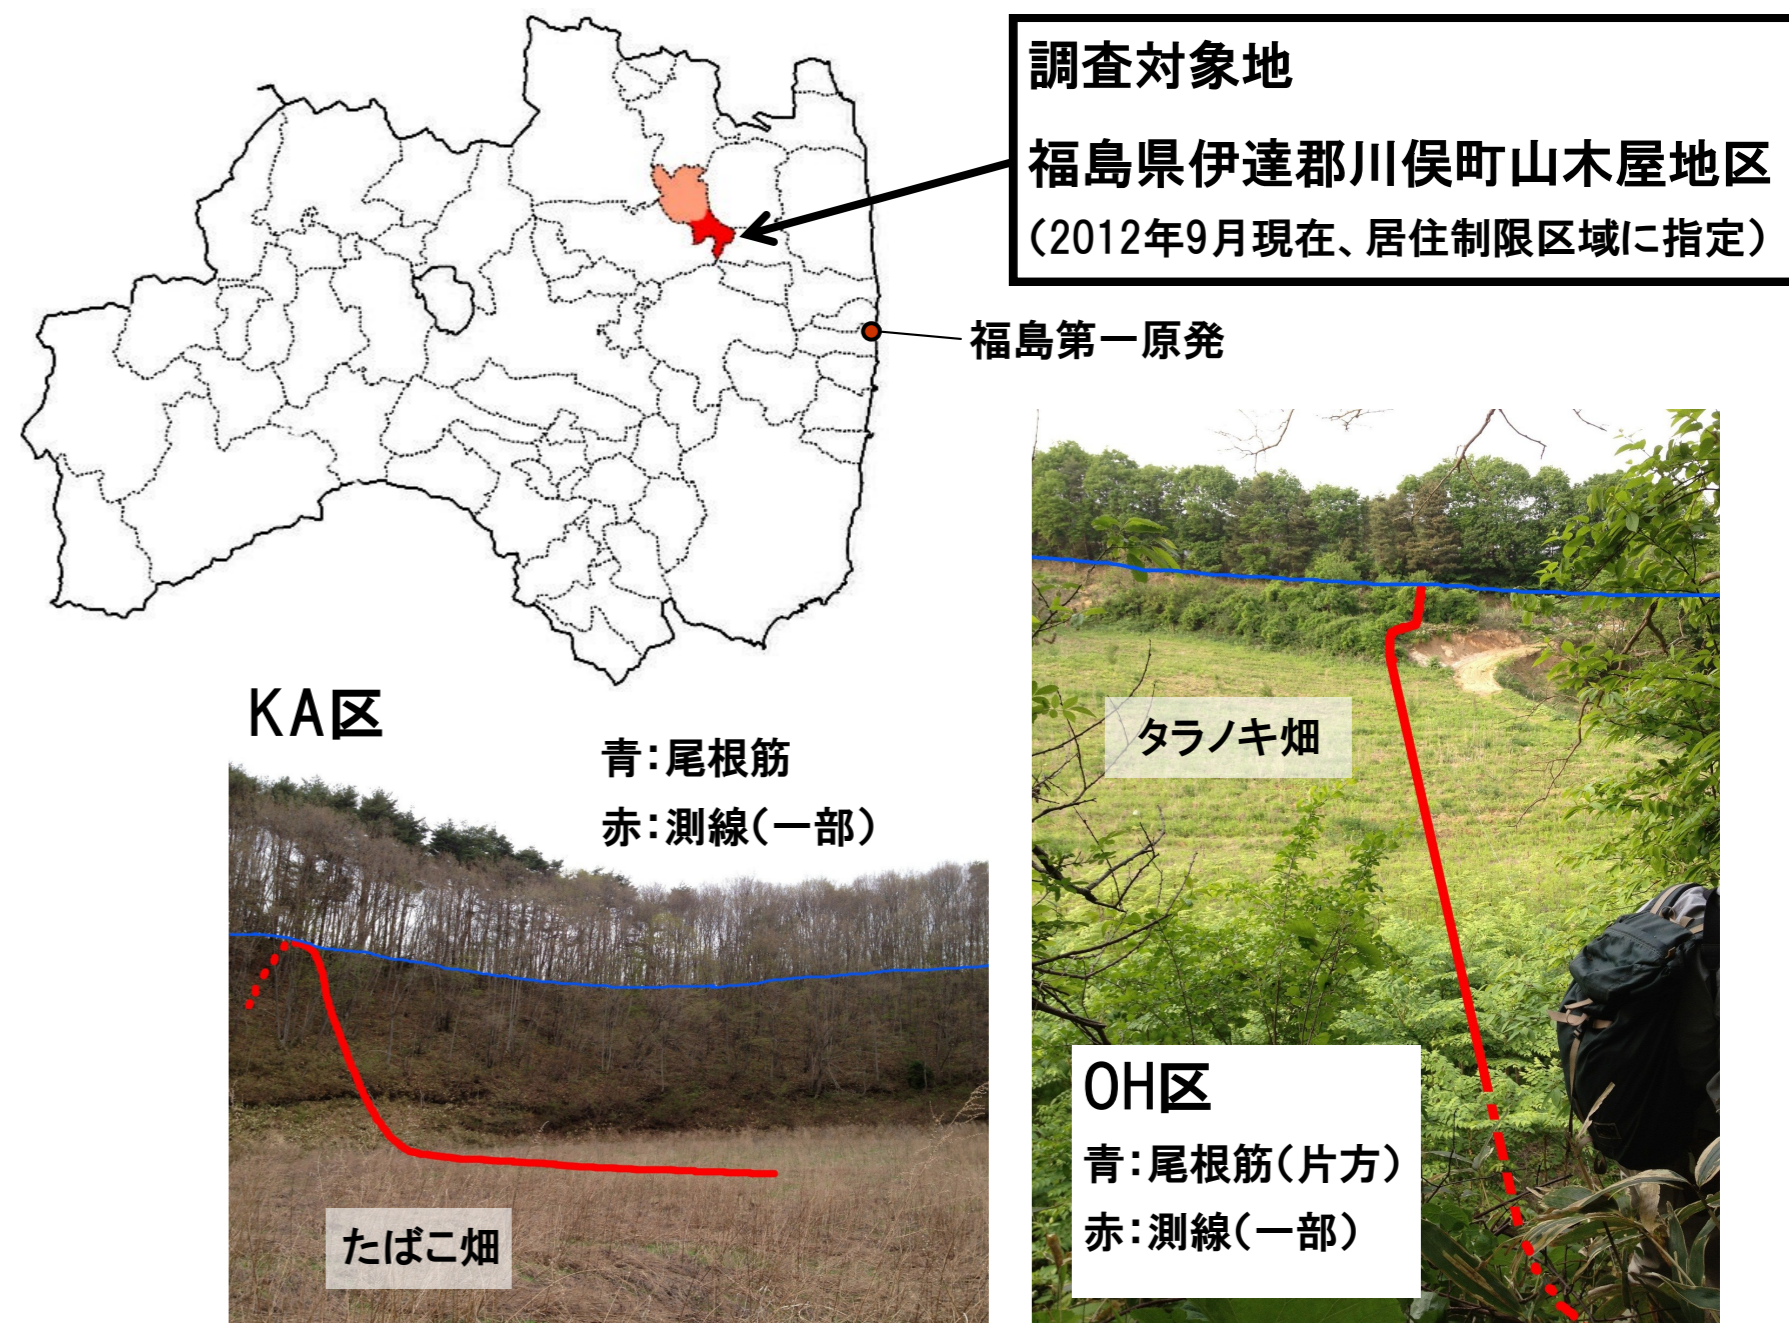 調査対象地
福島県伊達郡川俣町山木屋地区
(2012年9月現在、居住制限区域に指定)
福島第一原発
KA区
青:尾根筋
赤:測線(一部)
たばこ畑
タラノキ畑
OH区
青:尾根筋(片方)
赤:測線(一部)